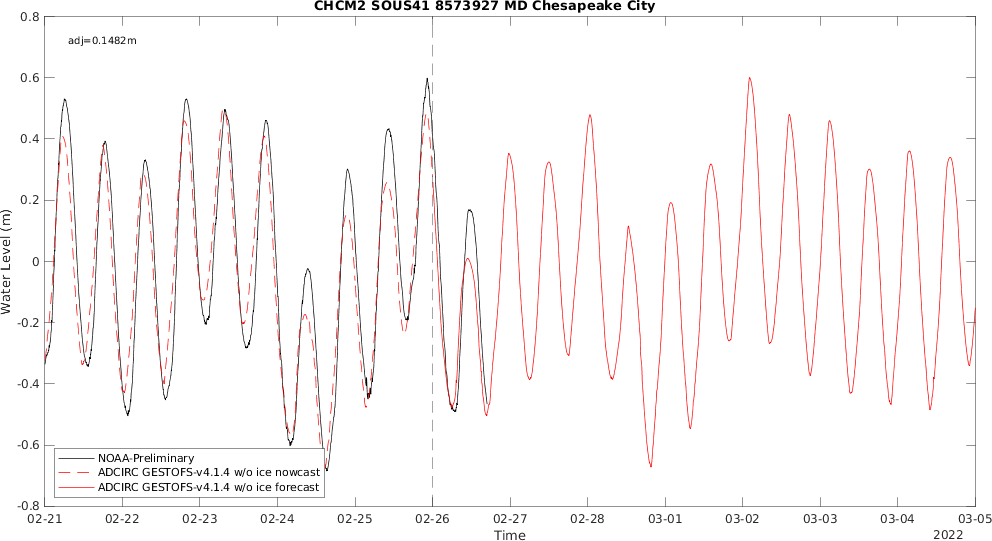 CHCM2 SOUS41 8573927 MD Chesapeake City
adj=0.1482m
0.8
0.6
0.4
0.2
0
-0.2
-0.4
-0.6
-0.8
Water Level (m)
NOAA-Preliminary
ADCIRC GESTOFS-v4.1.4 w/o ice nowcast
ADCIRC GESTOFS-v4.1.4 w/o ice forecast
02-21 02-22 02-23 02-24 02-25 02-26 02-27 02-28 03-01 03-02 03-03 03-04 03-05
Time
2022